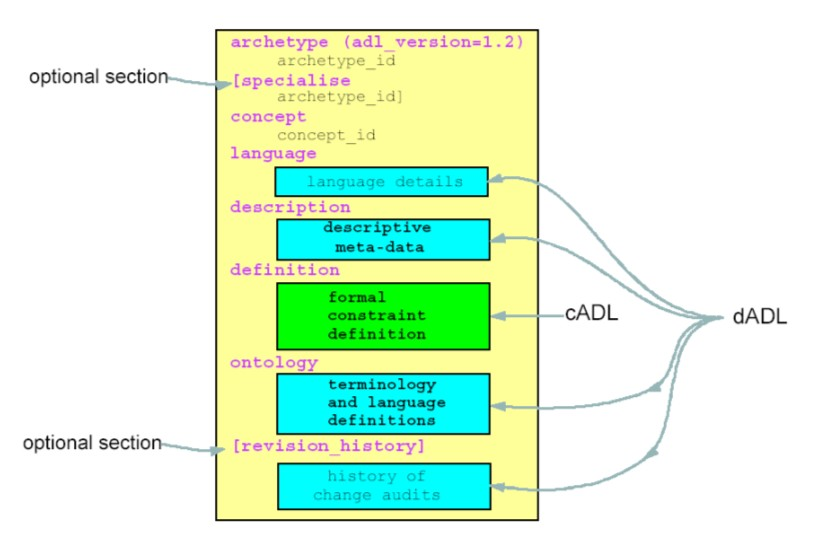 archetype (adl_version=1.2)
archetype_id
optional section
[specialise
archetype_id]
concept
concept_id
language
language details
description
descriptive
meta-data
definition
formal
constraint
definition
cADL
dADL
ontology
terminology
and language
definitions
optional section
[revision_history]
history of
change audits